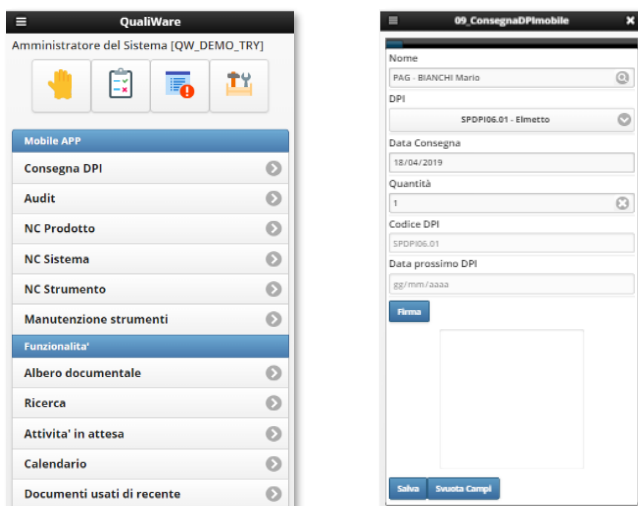 QualiWare
Amministratore del Sistema [QW_DEMO_TRY]
Mobile APP
Consegna DPI
Audit
NC Prodotto
NC Sistema
NC Strumento
Manutenzione strumenti
Funzionalita'
Albero documentale
Ricerca
Attivita' in attesa
Calendario
Documenti usati di recente
09_ConsegnaDPImobile
Nome
PAG - BIANCHI Mario
DPI
SPDPI06.01 - Elmetto
Data Consegna
18/04/2019
Quantità
1
Codice DPI
SPDPI06.01
Data prossimo DPI
gg/mm/aaaa
Firma
Salva Svuota Campi